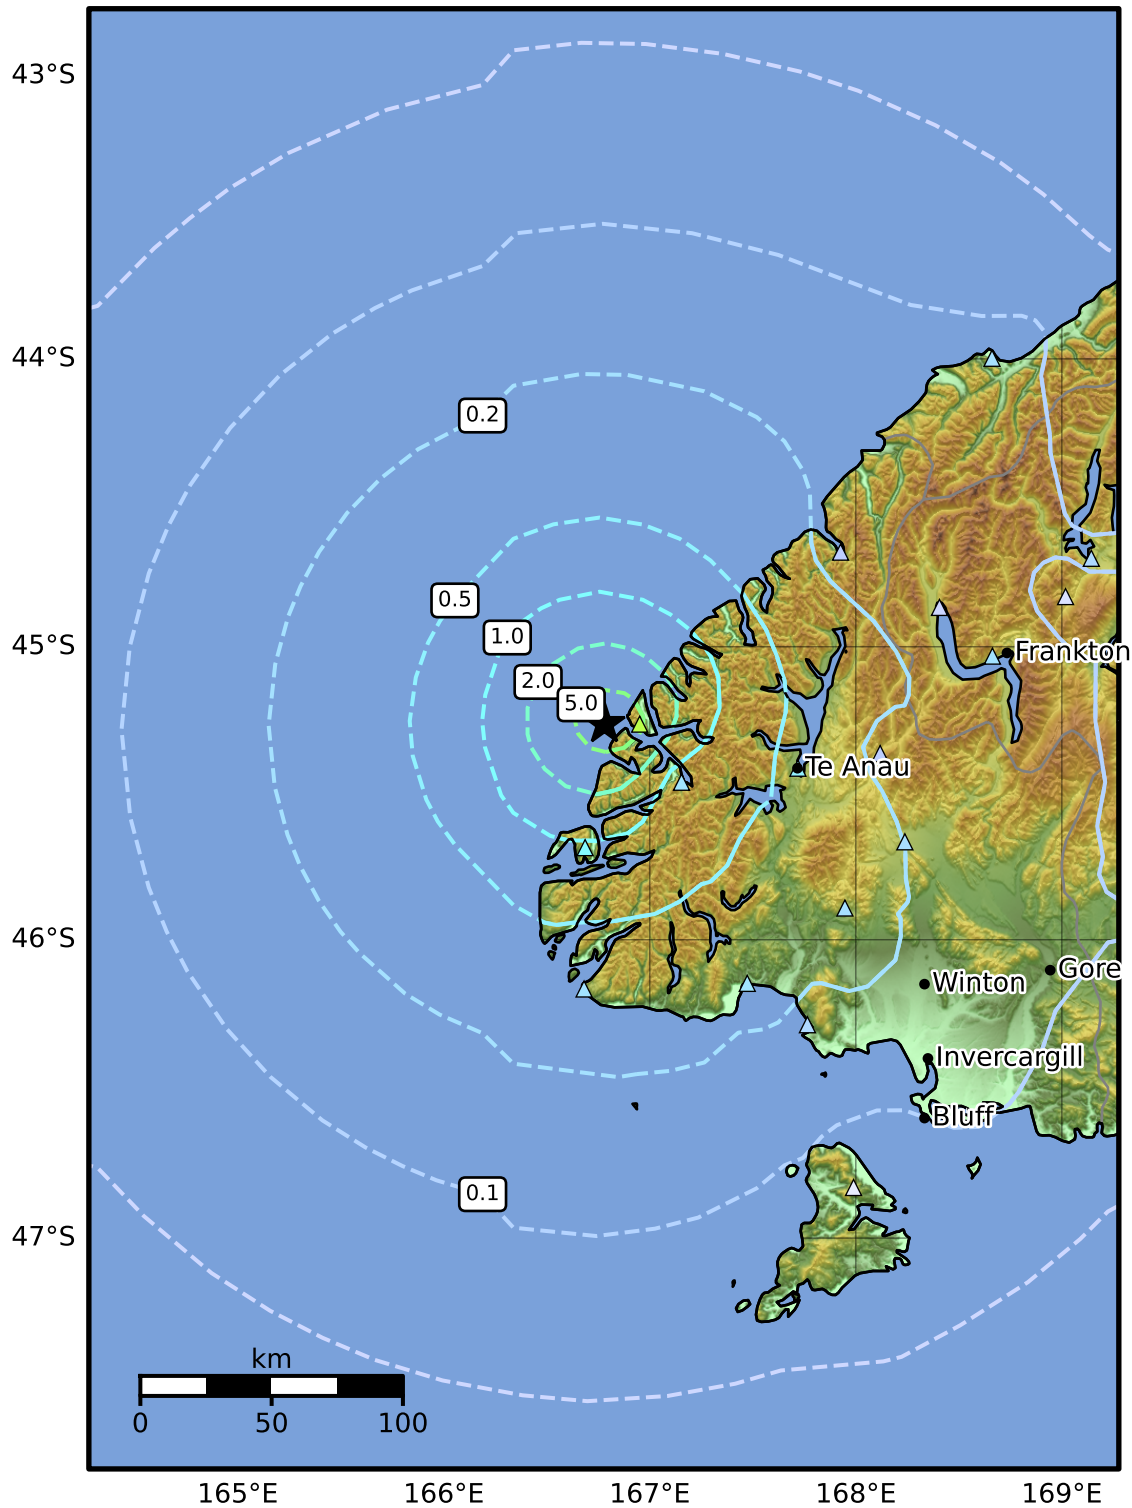 43°S
44°S
0.2
0.5
1.0
45°S
Frankton
2.0
5.0
Te Anau
46°S
Gore
Winton
Invercargill
Bluff
0.1
47°S
km
0 50 100
165°E 166°E 167°E 168°E 169°E